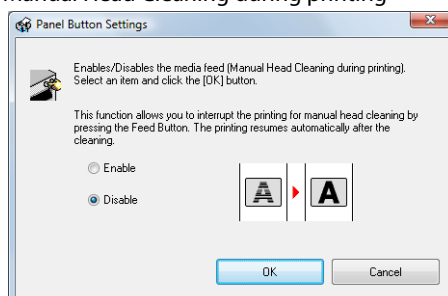 Manual Head Cleaning during printing
Panel Button Settings
Enables/Disables the media feed (Manual Head Cleaning during printing).
Select an item and click the [OK] button.
This function allows you to interrupt the printing for manual head cleaning by
pressing the Feed Button. The printing resumes automatically after the
cleaning.
Enable
Disable
A A
OK Cancel